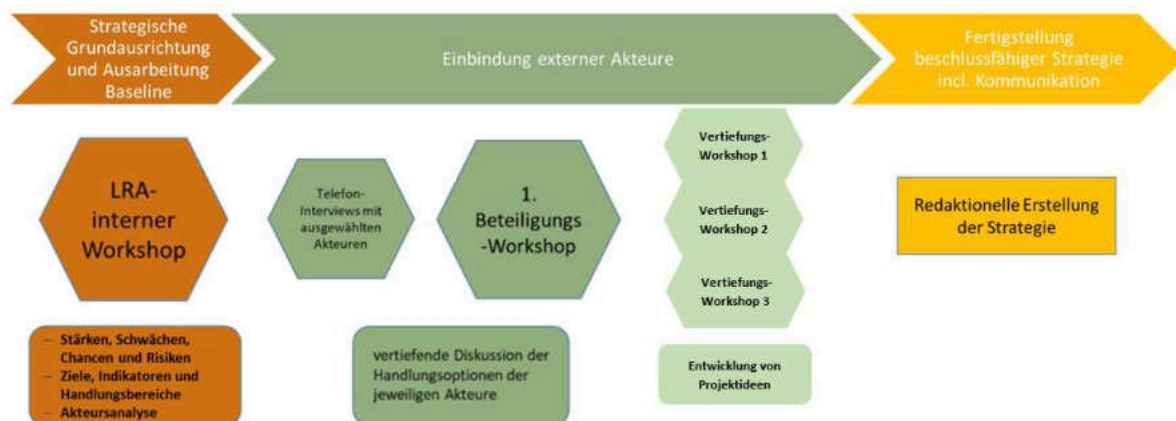 Strategische
Grundausrichtung
und Ausarbeitung
Baseline
Einbindung externer Akteure
Fertigstellung
beschlussfähiger Strategie
incl. Kommunikation
LRA-
interner
Workshop
Telefon-
Interviews mit
ausgewählten
Akteuren
1.
Beteiligungs
-Workshop
Vertiefungs-
Workshop 1
Vertiefungs-
Workshop 2
Vertiefungs-
Workshop 3
Redaktionelle Erstellung
der Strategie
– Stärken, Schwächen,
Chancen und Risiken
– Ziele, Indikatoren und
Handlungsbereiche
– Akteursanalyse
vertiefende Diskussion der
Handlungsoptionen der
jeweiligen Akteure
Entwicklung von
Projektideen